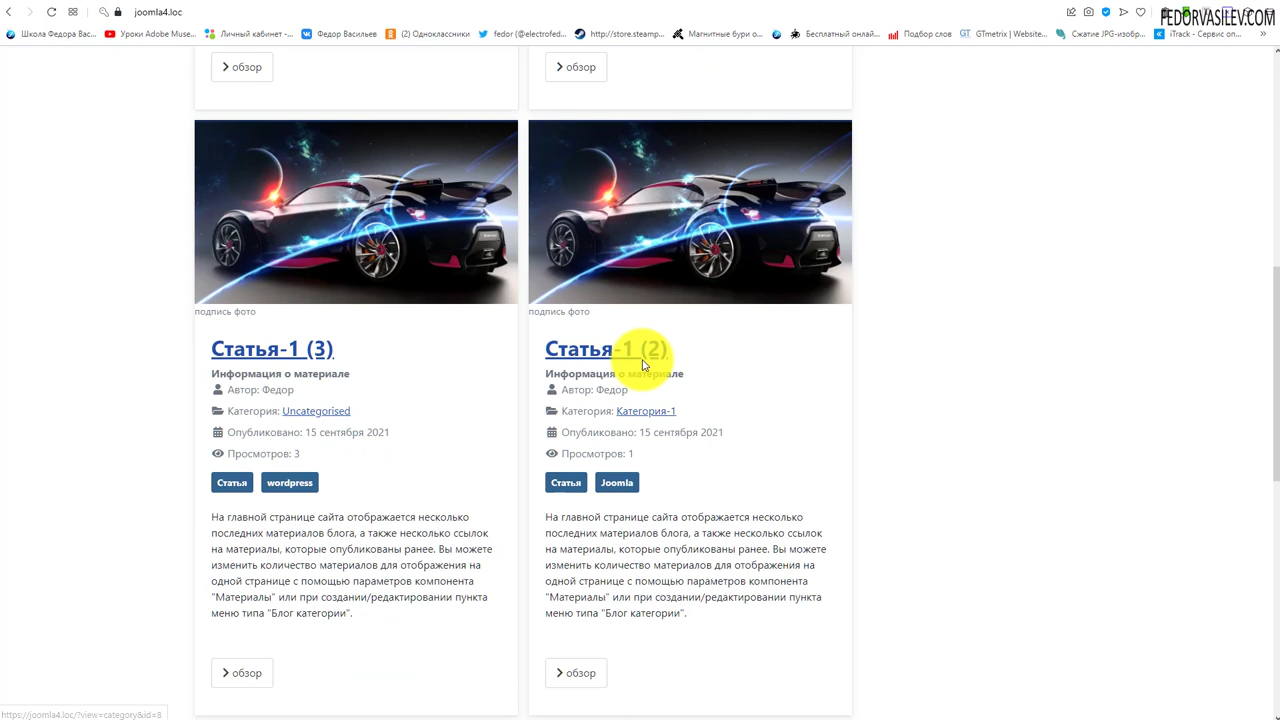 joomla4.loc
FEDORVASILEV.COM
Школа Федора Вас...
Уроки Adobe Muse...
Личный кабинет -...
Федор Васильев
(2) Одноклассники
fedor (@electrofed...
http://store.steamp...
Магнитные бури о...
Бесплатный онлай...
Подбор слов
GTmetrix | Website...
Сжатие JPG-изобр...
iTrack - Сервис оп...
обзор
обзор
подпись фото
Статья-1 (3)
Информация о материале
Автор: Федор
Категория: Uncategorised
Опубликовано: 15 сентября 2021
Просмотров: 3
Статья
wordpress
На главной странице сайта отображается несколько
последних материалов блога, а также несколько ссылок
на материалы, которые опубликованы ранее. Вы можете
изменить количество материалов для отображения на
одной странице с помощью параметров компонента
"Материалы" или при создании/редактировании пункта
меню типа "Блог категории".
обзор
подпись фото
Статья-1 (2)
Информация о материале
Автор: Федор
Категория: Категория-1
Опубликовано: 15 сентября 2021
Просмотров: 1
Статья
Joomla
На главной странице сайта отображается несколько
последних материалов блога, а также несколько ссылок
на материалы, которые опубликованы ранее. Вы можете
изменить количество материалов для отображения на
одной странице с помощью параметров компонента
"Материалы" или при создании/редактировании пункта
меню типа "Блог категории".
обзор
https://joomla4.loc/?view=category&id=8